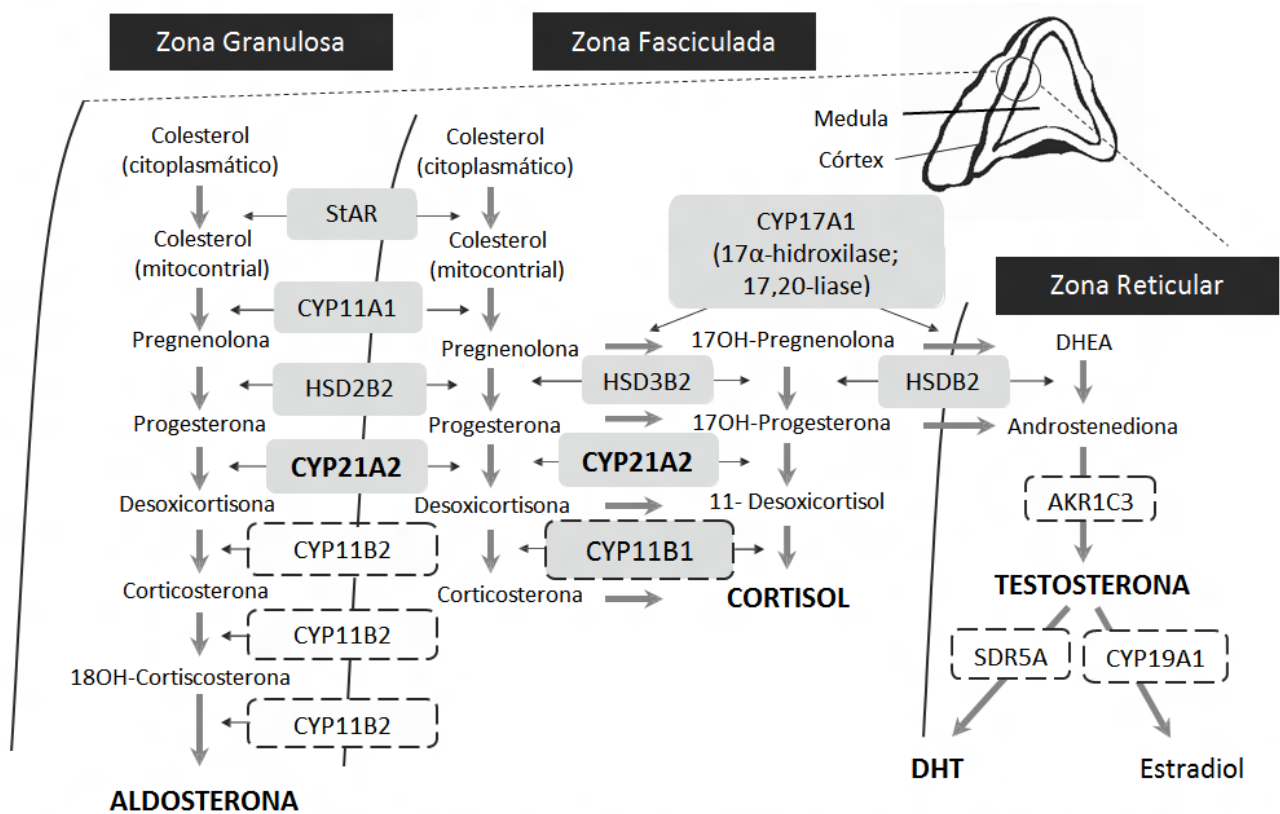 Zona Granulosa
Zona Fasciculada
Medula
Córtex
Colesterol
(citoplasmático)
Colesterol
(citoplasmático)
StAR
CYP17A1
(17α-hidroxilase;
17,20-liase)
Colesterol
(mitocontrial)
Colesterol
(mitocontrial)
Zona Reticular
CYP11A1
Pregnenolona
Pregnenolona
17OH-Pregnenolona
DHEA
HSD2B2
HSD3B2
HSDB2
Progesterona
Progesterona
17OH-Progesterona
Androstenediona
CYP21A2
CYP21A2
Desoxicortisona
Desoxicortisona
11- Desoxicortisol
AKR1C3
CYP11B2
CYP11B1
Corticosterona
Corticosterona
CORTISOL
TESTOSTERONA
CYP11B2
SDR5A
CYP19A1
18OH-Cortiscosterona
CYP11B2
DHT
Estradiol
ALDOSTERONA